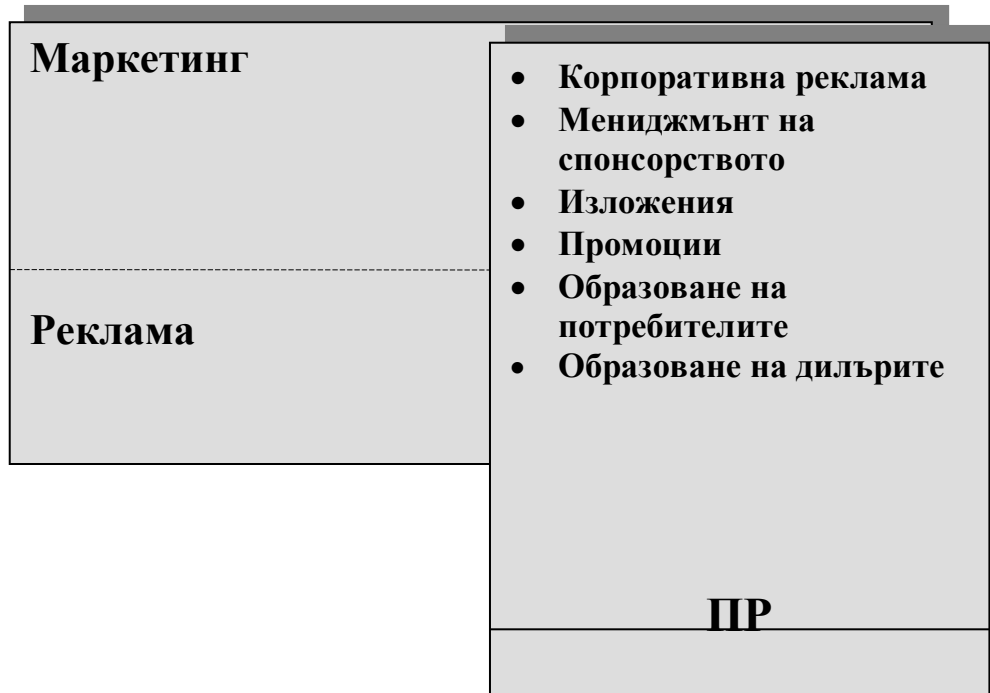 Маркетинг
Реклама
• Корпоративна реклама
• Мениджмънт на
спонсорството
• Изложения
• Промоции
• Образоване на
потребителите
• Образоване на дилърите
ПР